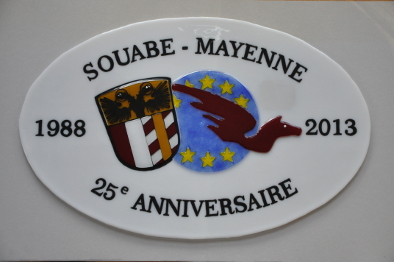 SOUABE - MAYENNE
1988 2013
25e ANNIVERSAIRE